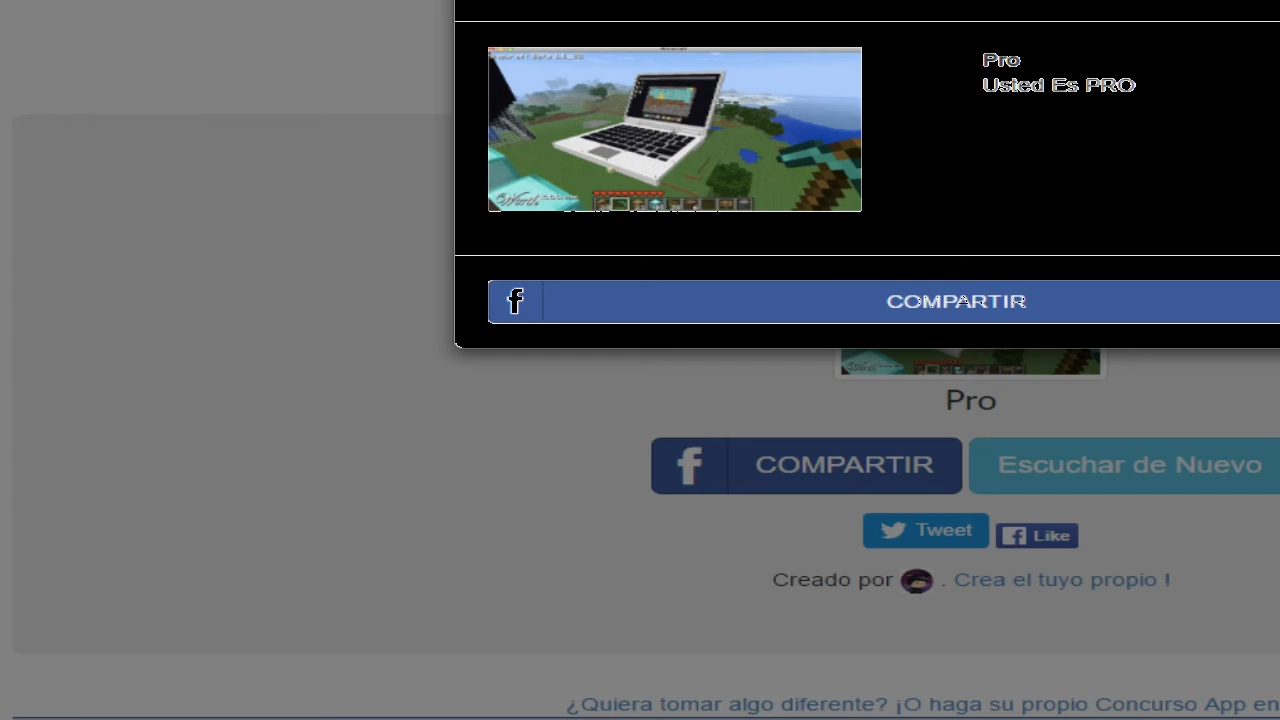 Pro
Usted Es PRO
Worth
COMPARTIR
Pro
COMPARTIR
Escuchar de Nuevo
Tweet
Like
Creado por . Crea el tuyo propio !
¿Quiera tomar algo diferente? ¡O haga su propio Concurso App en